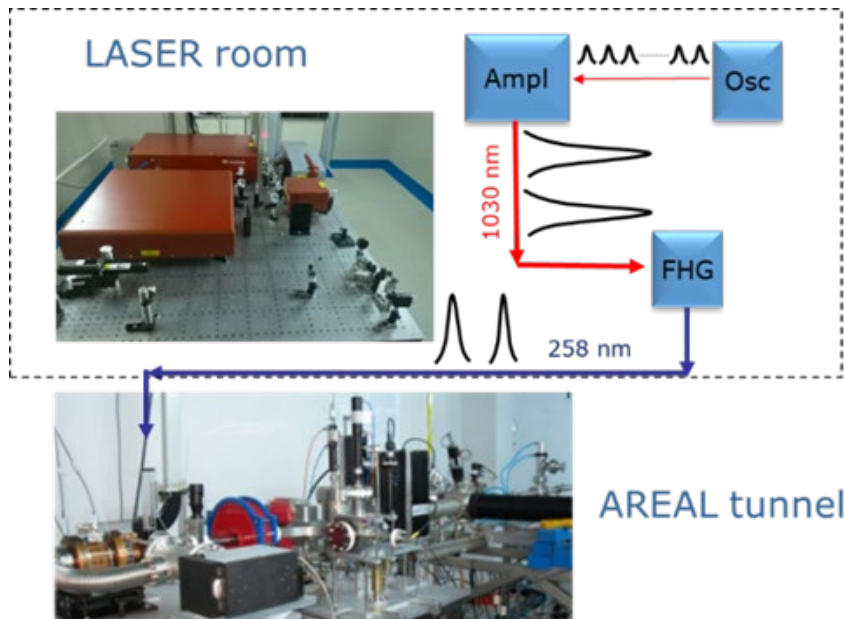 LASER room
Ampl
Osc
1030 nm
FHG
258 nm
AREAL tunnel